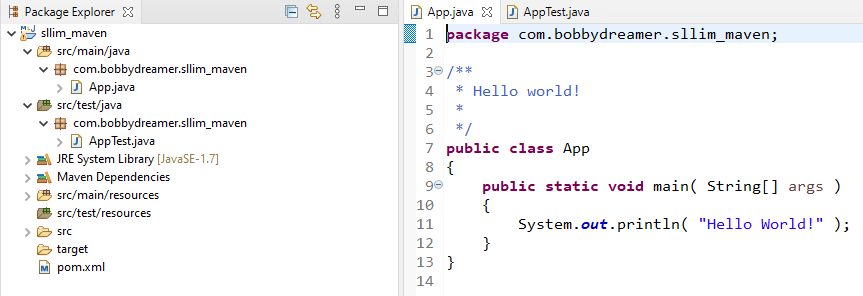 Package Explorer
sllim_maven
src/main/java
com.bobbydreamer.sllim_maven
App.java
src/test/java
com.bobbydreamer.sllim_maven
AppTest.java
JRE System Library [JavaSE-1.7]
Maven Dependencies
src/main/resources
src/test/resources
src
target
pom.xml
App.java AppTest.java
1 package com.bobbydreamer.sllim_maven;
2
3 /**
4  * Hello world!
5  *
6  */
7 public class App
8 {
9     public static void main( String[] args )
10     {
11         System.out.println( "Hello World!" );
12     }
13 }
14